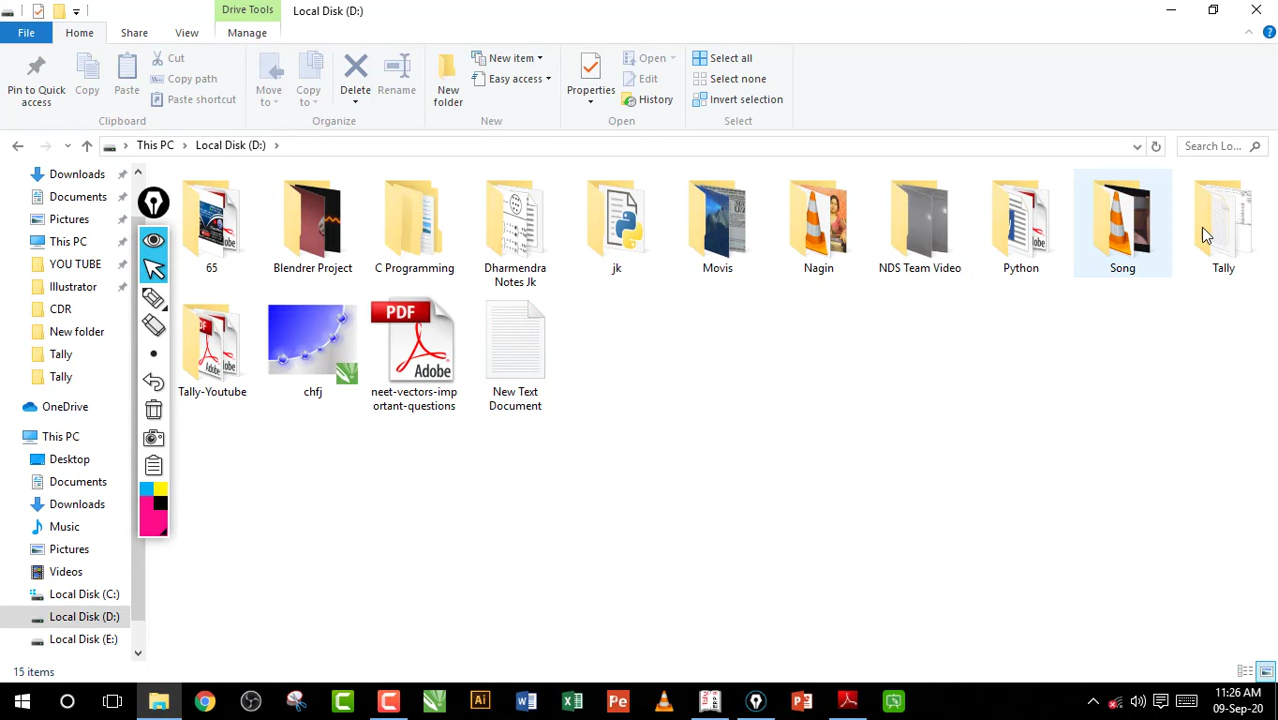 Drive Tools
Local Disk (D:)
File
Home
Share
View
Manage
Pin to Quick
access
Copy
Paste
Cut
Copy path
Paste shortcut
Clipboard
Move
to
Copy
to
Delete
Rename
Organize
New
folder
New item
Easy access
New
Properties
Open
Edit
History
Open
Select all
Select none
Invert selection
Select
This PC
Local Disk (D:)
Search Lo...
Downloads
Documents
Pictures
This PC
YOU TUBE
Illustrator
CDR
New folder
Tally
Tally
OneDrive
This PC
Desktop
Documents
Downloads
Music
Pictures
Videos
Local Disk (C:)
Local Disk (D:)
Local Disk (E:)
65
Blendrer Project
C Programming
Dharmendra
Notes Jk
jk
Movis
Nagin
NDS Team Video
Python
Song
Tally
Tally-Youtube
chfj
PDF
Adobe
neet-vectors-imp
ortant-questions
New Text
Document
15 items
11:26 AM
09-Sep-20